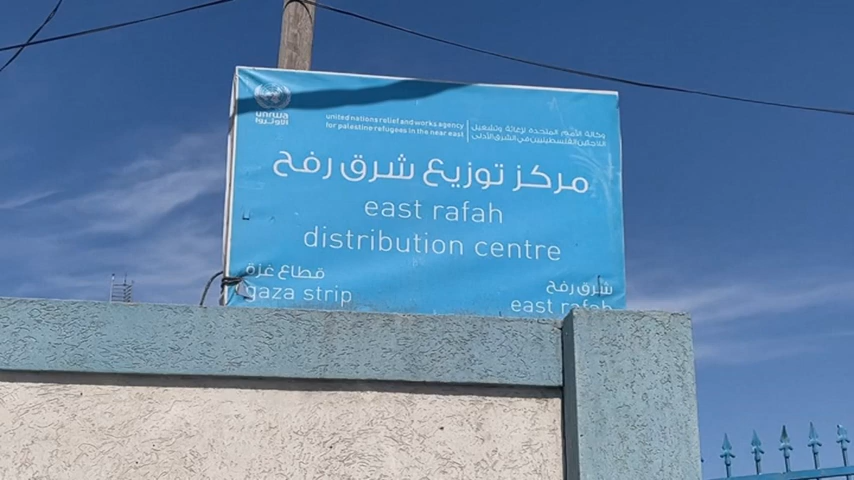 unrwa
الأونروا
united nations relief and works agency
for palestine refugees in the near east
وكالة الأمم المتحدة لإغاثة وتشغيل
اللاجئين الفلسطينيين في الشرق الأدنى
مركز توزيع شرق رفح
east rafah
distribution centre
قطاع غزة
gaza strip
شرق رفح
east rafah